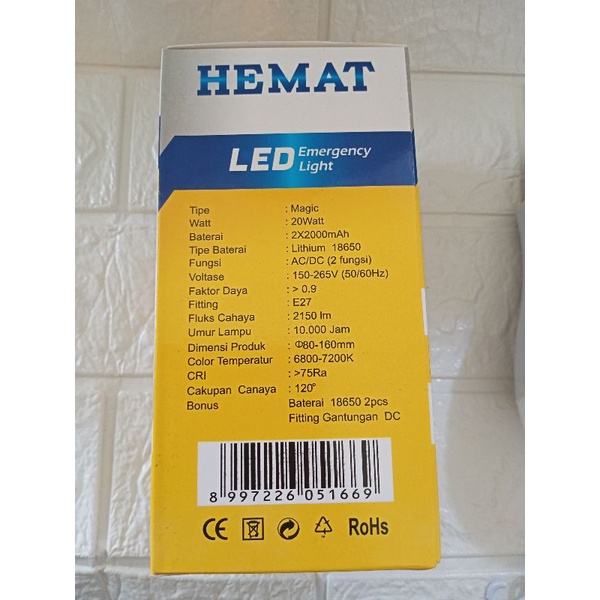 HEMAT
LED Emergency Light
Tipe : Magic
Watt : 20Watt
Baterai : 2X2000mAh
Tipe Baterai : Lithium 18650
Fungsi : AC/DC (2 fungsi)
Voltase : 150-265V (50/60Hz)
Faktor Daya : > 0.9
Fitting : E27
Fluks Cahaya : 2150 lm
Umur Lampu : 10.000 Jam
Dimensi Produk : Φ80-160mm
Color Temperatur : 6800-7200K
CRI : >75Ra
Cakupan Canaya : 120°
Bonus Baterai 18650 2pcs
Fitting Gantungan DC
8 997226 051669
CE RoHs